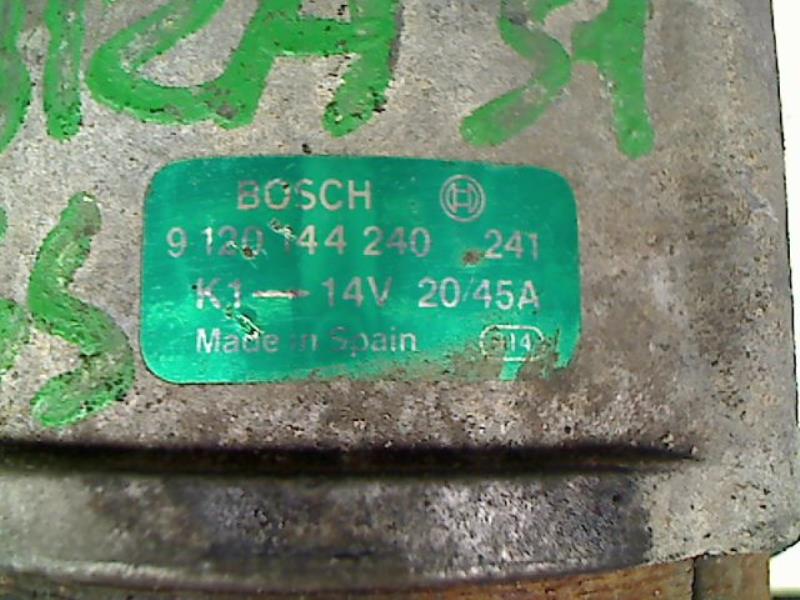 BOSCH
9 120 144 240 241
K1 → 14V 20/45A
Made in Spain